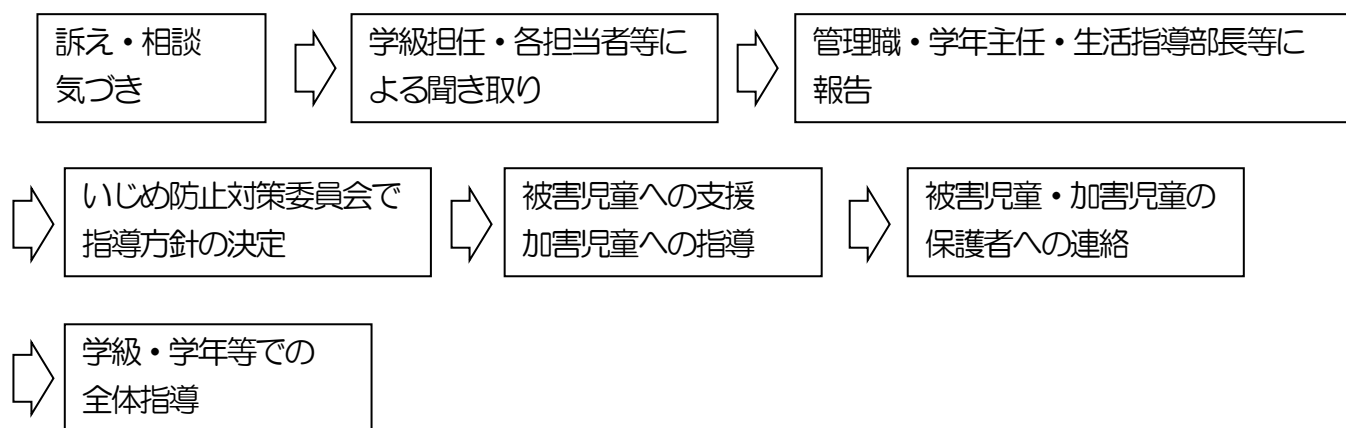 訴え・相談
気づき
学級担任・各担当者等に
よる聞き取り
管理職・学年主任・生活指導部長等に
報告
いじめ防止対策委員会で
指導方針の決定
被害児童への支援
加害児童への指導
被害児童・加害児童の
保護者への連絡
学級・学年等での
全体指導